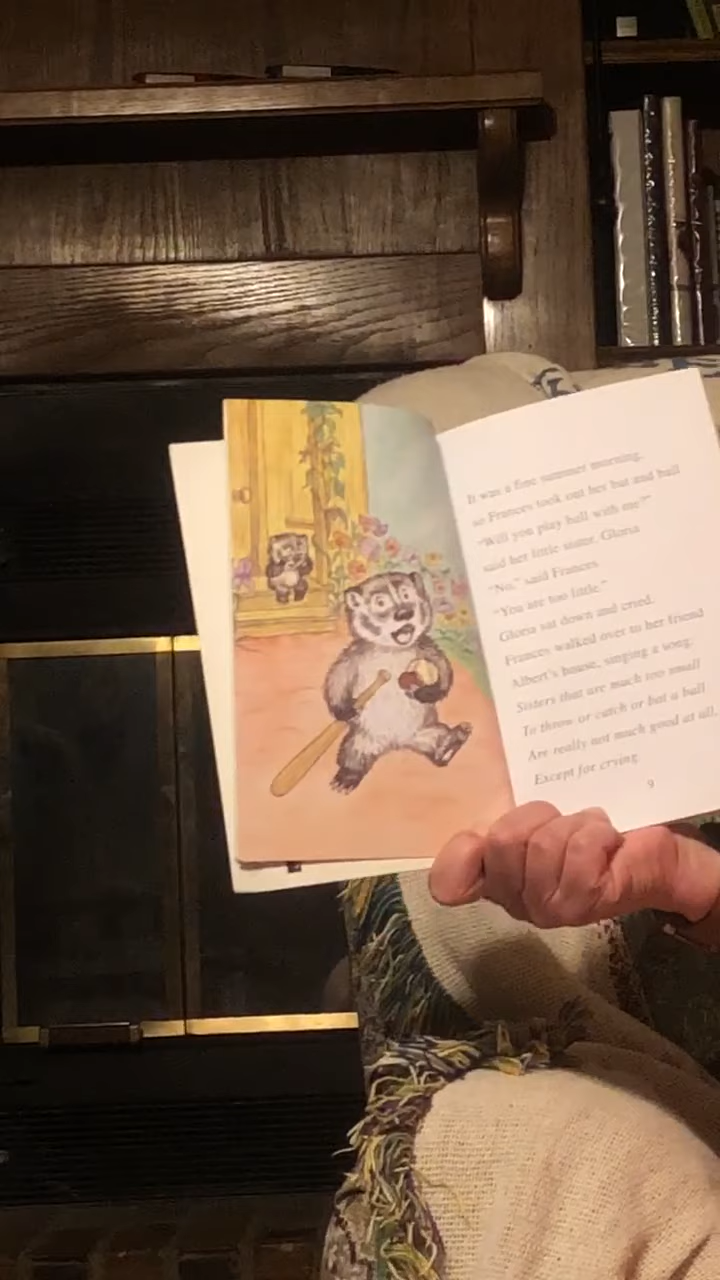 It was a fine summer morning,
so Frances took out her bat and ball
"Will you play ball with me?"
said her little sister, Gloria
"No," said Frances.
"You are too little."
Gloria sat down and cried.
Frances walked over to her friend
Albert's house, singing a song:
Sisters that are much too small
To throw or catch or bat a ball
Are really not much good at all,
Except for crying.
9